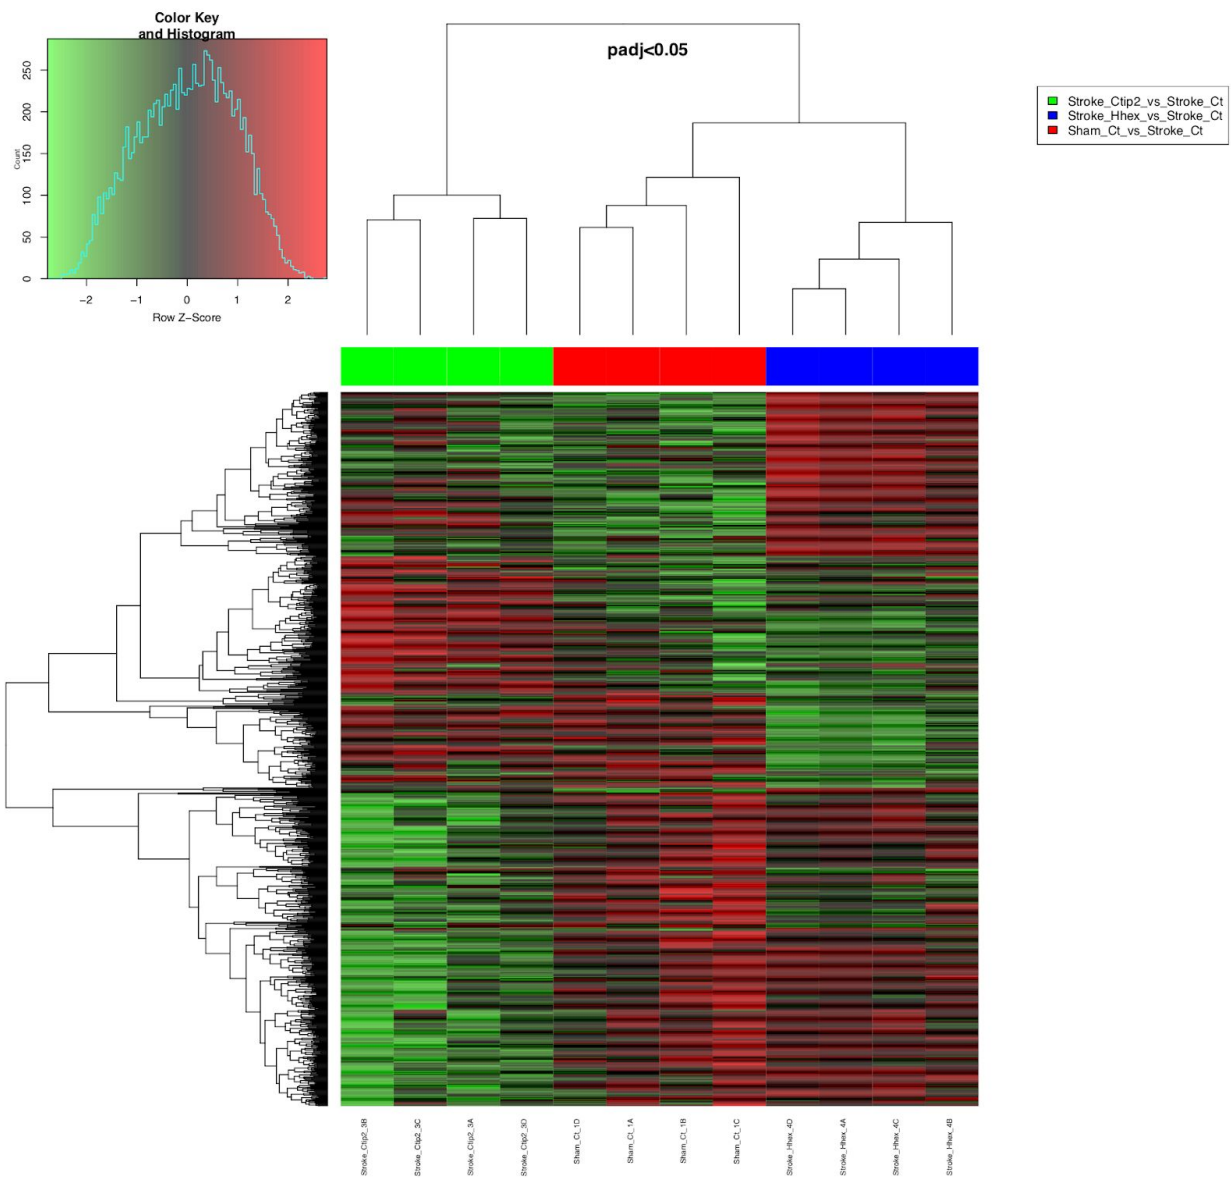 Color Key
and Histogram
Count
0
50
100
150
200
250
−2
−1
0
1
2
Row Z−Score
padj<0.05
Stroke_Ctip2_vs_Stroke_Ct
Stroke_Hhex_vs_Stroke_Ct
Sham_Ct_vs_Stroke_Ct
Stroke_Ctip2_3B
Stroke_Ctip2_3C
Stroke_Ctip2_3A
Stroke_Ctip2_3D
Sham_Ct_1D
Sham_Ct_1A
Sham_Ct_1B
Sham_Ct_1C
Stroke_Hhex_4D
Stroke_Hhex_4A
Stroke_Hhex_4C
Stroke_Hhex_4B